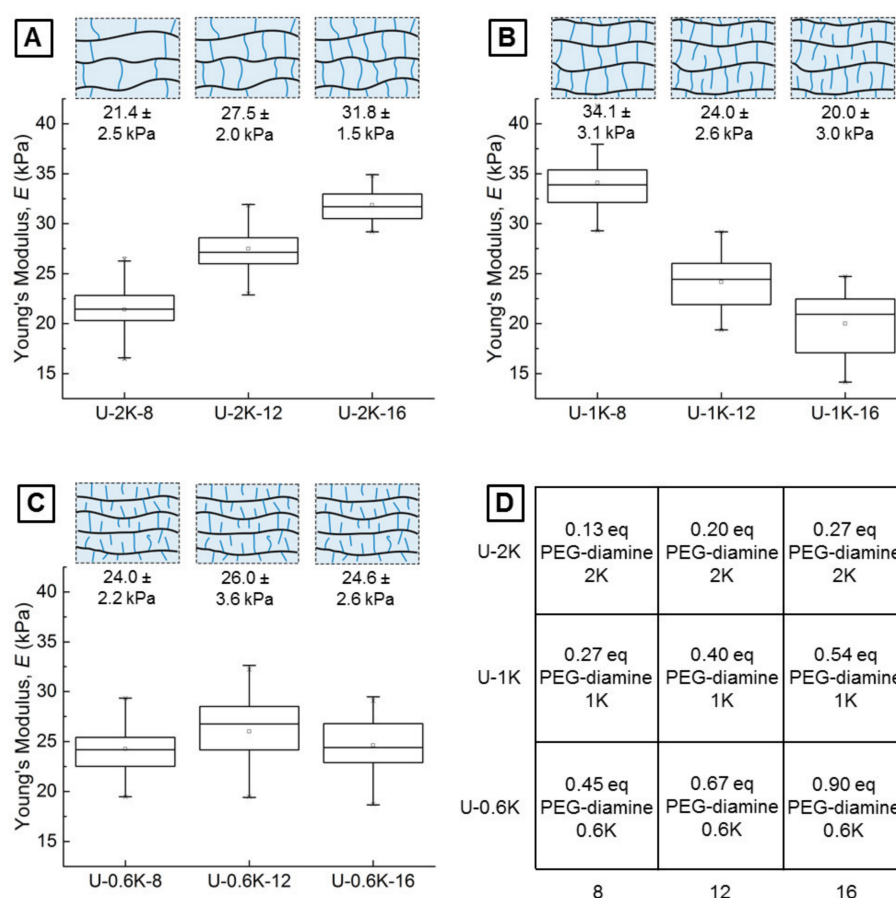 A
21.4 ±
2.5 kPa
27.5 ±
2.0 kPa
31.8 ±
1.5 kPa
Young's Modulus, E (kPa)
40
35
30
25
20
15
U-2K-8
U-2K-12
U-2K-16
B
34.1 ±
3.1 kPa
24.0 ±
2.6 kPa
20.0 ±
3.0 kPa
Young's Modulus, E (kPa)
40
35
30
25
20
15
U-1K-8
U-1K-12
U-1K-16
C
24.0 ±
2.2 kPa
26.0 ±
3.6 kPa
24.6 ±
2.6 kPa
Young's Modulus, E (kPa)
40
35
30
25
20
15
U-0.6K-8
U-0.6K-12
U-0.6K-16
D
U-2K
0.13 eq
PEG-diamine
2K
0.20 eq
PEG-diamine
2K
0.27 eq
PEG-diamine
2K
U-1K
0.27 eq
PEG-diamine
1K
0.40 eq
PEG-diamine
1K
0.54 eq
PEG-diamine
1K
U-0.6K
0.45 eq
PEG-diamine
0.6K
0.67 eq
PEG-diamine
0.6K
0.90 eq
PEG-diamine
0.6K
8
12
16